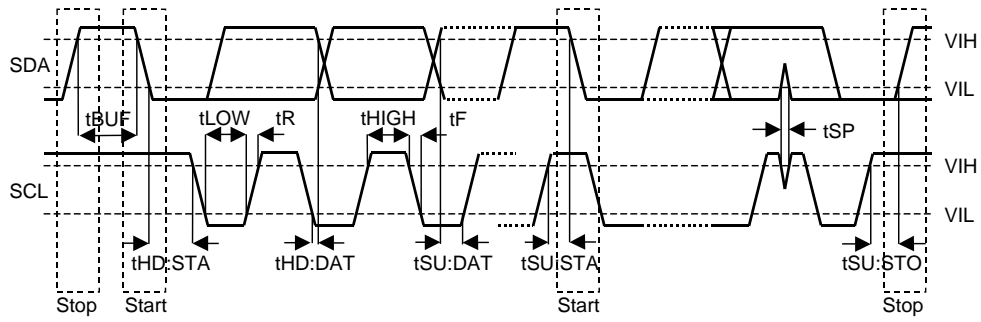 VIH
SDA
VIL
tBUF tLOW tR tHIGH tF
tSP
VIH
SCL
VIL
tHD:STA tHD:DAT tSU:DAT tSU:STA tSU:STO
Stop Start Start Stop